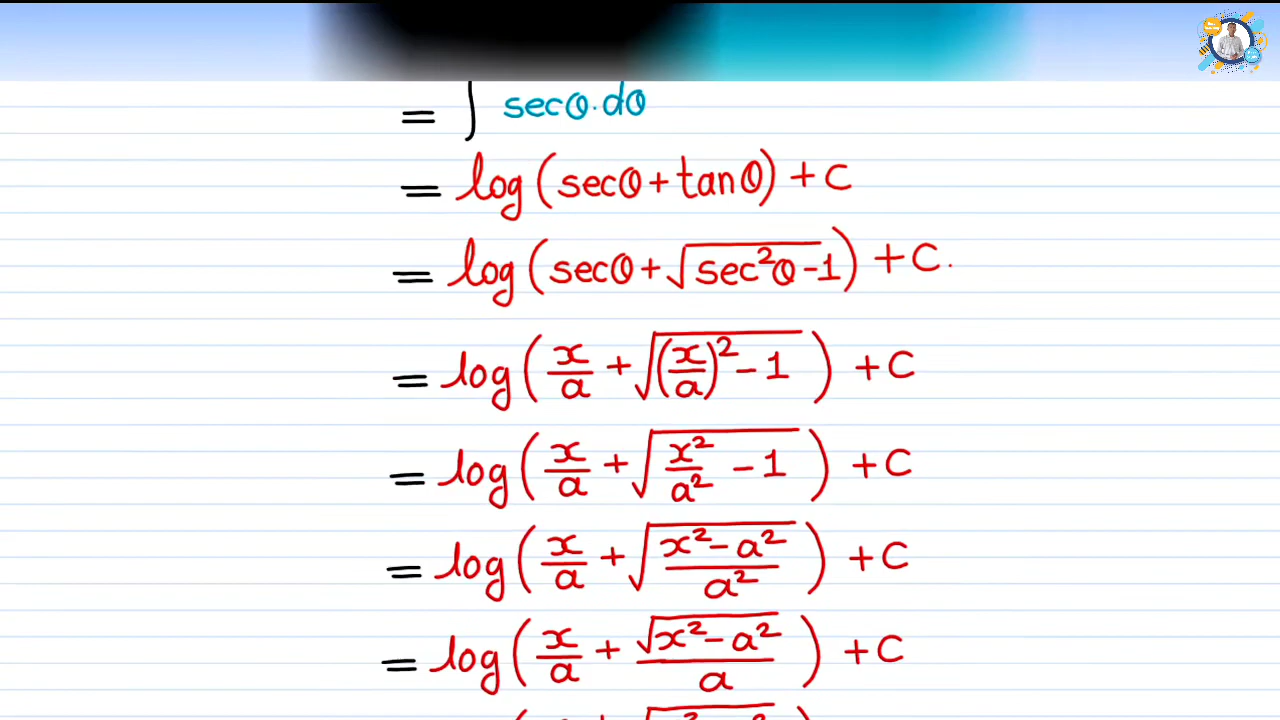 = ∫ secθ.dθ
= log(secθ + tanθ) + C
= log(secθ + √(sec²θ - 1)) + C.
= log(x/a + √((x/a)² - 1)) + C
= log(x/a + √(x²/a² - 1)) + C
= log(x/a + √((x² - a²)/a²)) + C
= log(x/a + √(x² - a²)/a) + C